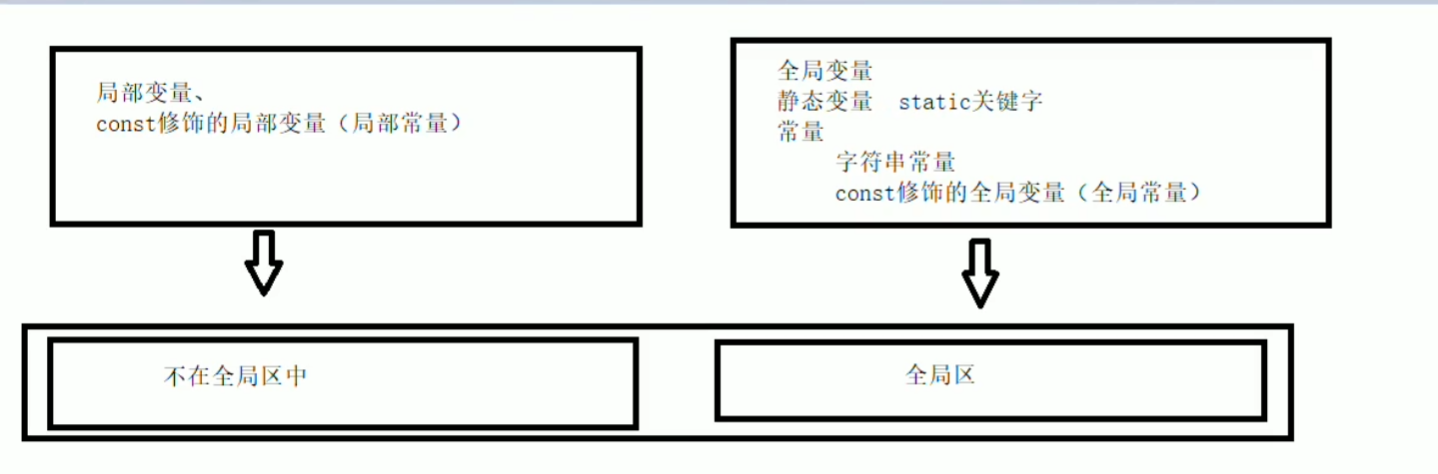 局部变量、
const修饰的局部变量（局部常量）
全局变量
静态变量  static关键字
常量
字符串常量
const修饰的全局变量（全局常量）
不在全局区中
全局区